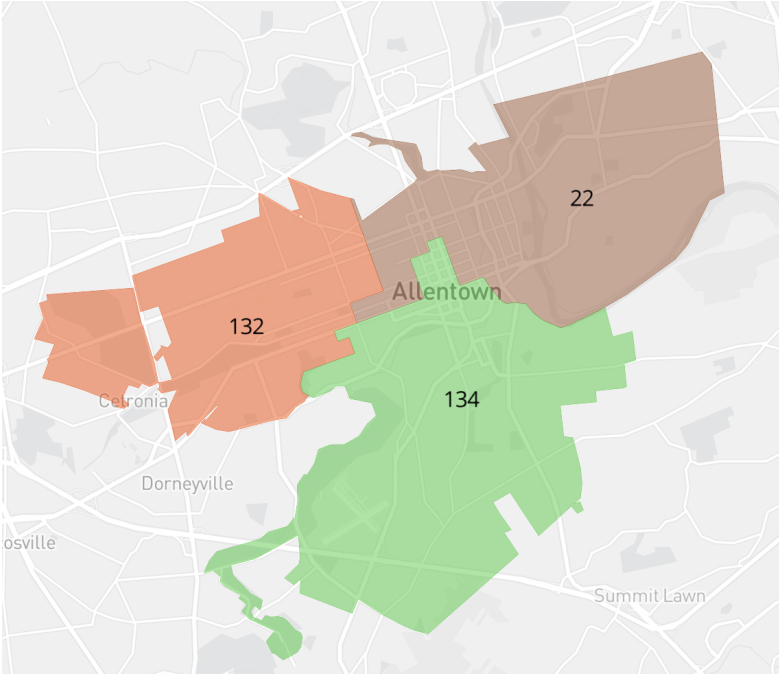 22
Allentown
132
134
Cetronia
Dorneyville
osville
Summit Lawn